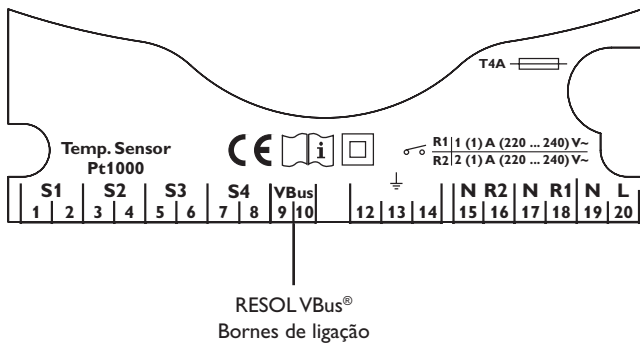 T4A
Temp. Sensor
Pt1000
CE
i
R1 1 (1) A (220 ... 240) V~
R2 2 (1) A (220 ... 240) V~
S1 S2 S3 S4 VBus N R2 N R1 N L
1 2 3 4 5 6 7 8 9 10 12 13 14 15 16 17 18 19 20
RESOL VBus®
Bornes de ligação